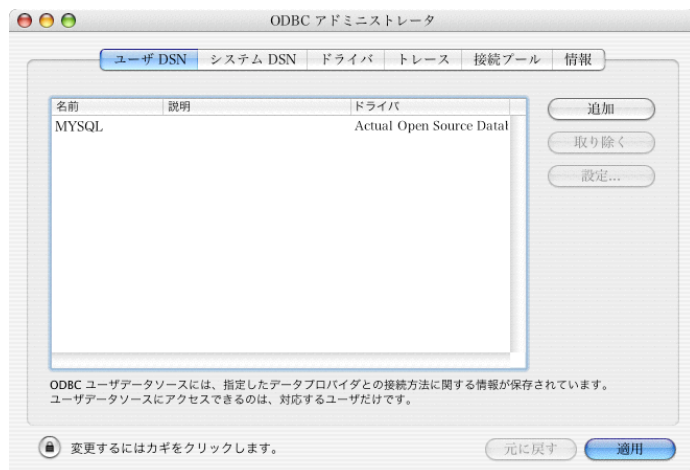 ODBC アドミニストレータ
ユーザ DSN システム DSN ドライバ トレース 接続プール 情報
名前 説明 ドライバ
MYSQL Actual Open Source Datab
追加
取り除く
設定...
ODBC ユーザデータソースには、指定したデータプロバイダとの接続方法に関する情報が保存されています。
ユーザデータソースにアクセスできるのは、対応するユーザだけです。
変更するにはカギをクリックします。
元に戻す 適用